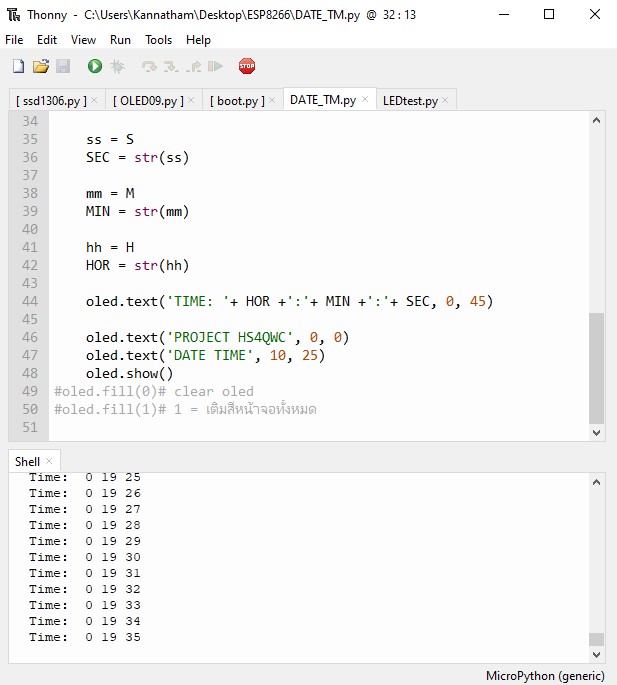 Thonny - C:\Users\Kannatham\Desktop\ESP8266\DATE_TM.py @ 32 : 13
File Edit View Run Tools Help
STOP
[ ssd1306.py ] × [ OLED09.py ] × [ boot.py ] × DATE_TM.py × LEDtest.py ×
34
35 ss = S
36 SEC = str(ss)
37
38 mm = M
39 MIN = str(mm)
40
41 hh = H
42 HOR = str(hh)
43
44 oled.text('TIME: '+ HOR +':'+ MIN +':'+ SEC, 0, 45)
45
46 oled.text('PROJECT HS4QWC', 0, 0)
47 oled.text('DATE TIME', 10, 25)
48 oled.show()
49 #oled.fill(0)# clear oled
50 #oled.fill(1)# 1 = เติมสีหน้าจอทั้งหมด
51
Shell ×
Time: 0 19 25
Time: 0 19 26
Time: 0 19 27
Time: 0 19 28
Time: 0 19 29
Time: 0 19 30
Time: 0 19 31
Time: 0 19 32
Time: 0 19 33
Time: 0 19 34
Time: 0 19 35
MicroPython (generic)